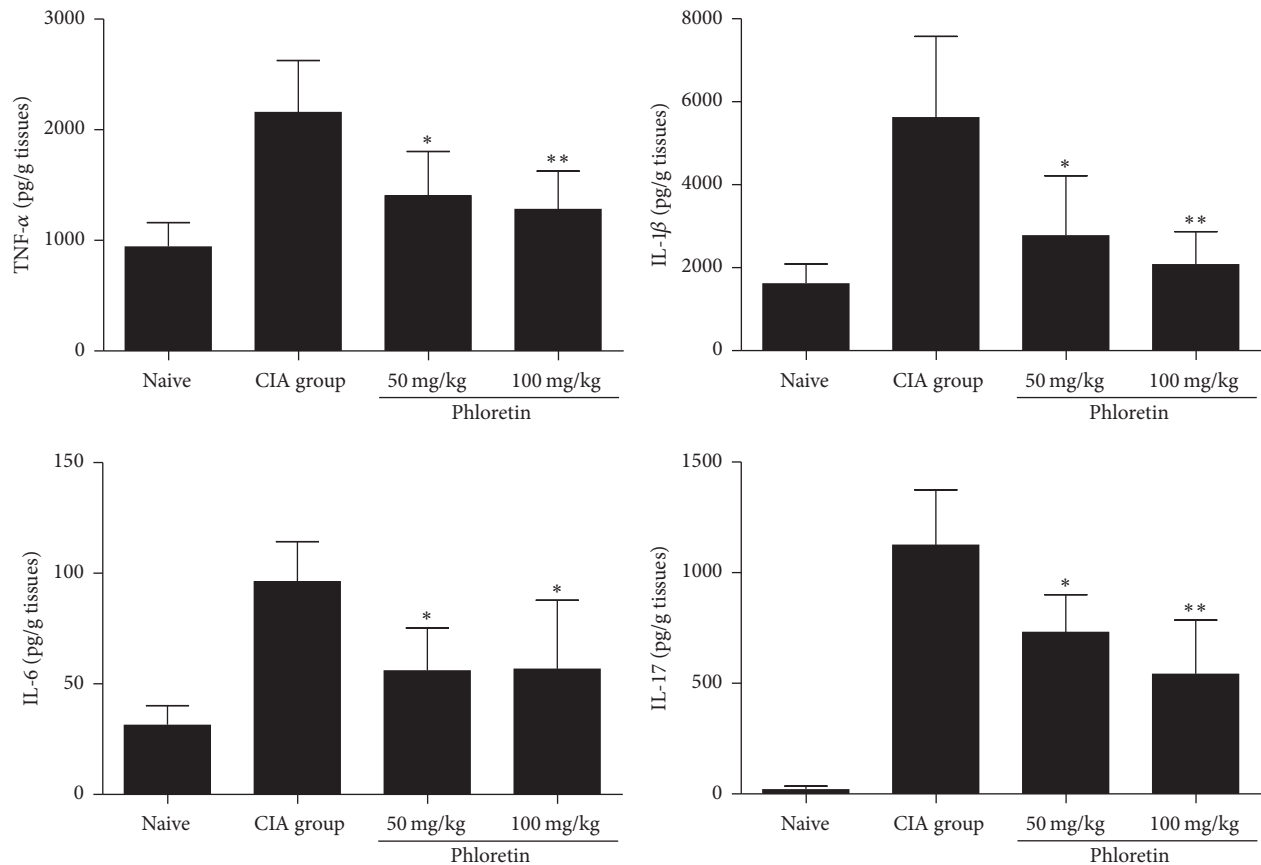 TNF-α (pg/g tissues)
3000
2000
1000
0
*
**
Naive
CIA group
50 mg/kg
100 mg/kg
Phloretin
IL-1β (pg/g tissues)
8000
6000
4000
2000
0
*
**
Naive
CIA group
50 mg/kg
100 mg/kg
Phloretin
IL-6 (pg/g tissues)
150
100
50
0
*
*
Naive
CIA group
50 mg/kg
100 mg/kg
Phloretin
IL-17 (pg/g tissues)
1500
1000
500
0
*
**
Naive
CIA group
50 mg/kg
100 mg/kg
Phloretin